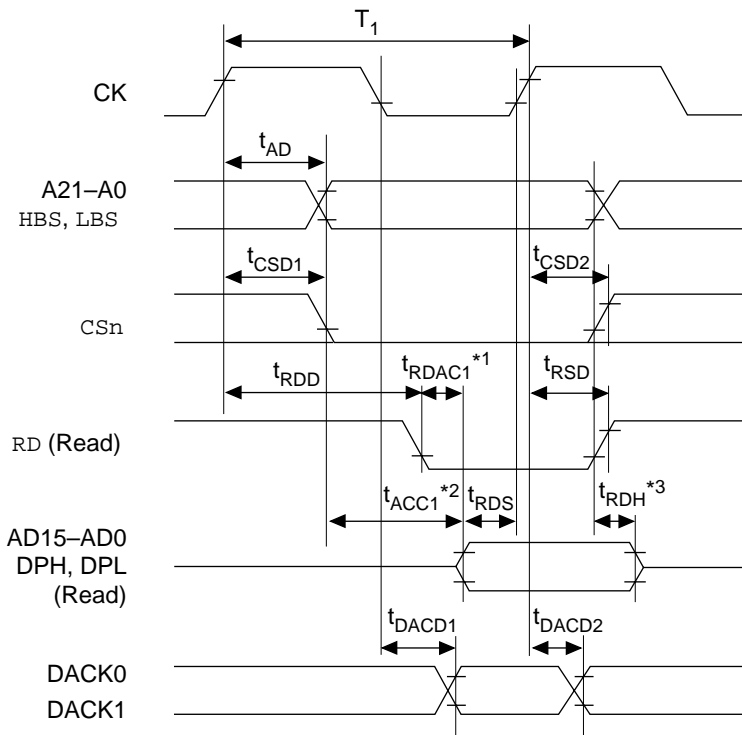 T1
CK
tAD
A21–A0
HBS, LBS
tCSD1
tCSD2
CSn
tRDD
tRDAC1*1
tRSD
RD (Read)
tACC1*2
tRDS
tRDH*3
AD15–AD0
DPH, DPL
(Read)
tDACD1
tDACD2
DACK0
DACK1